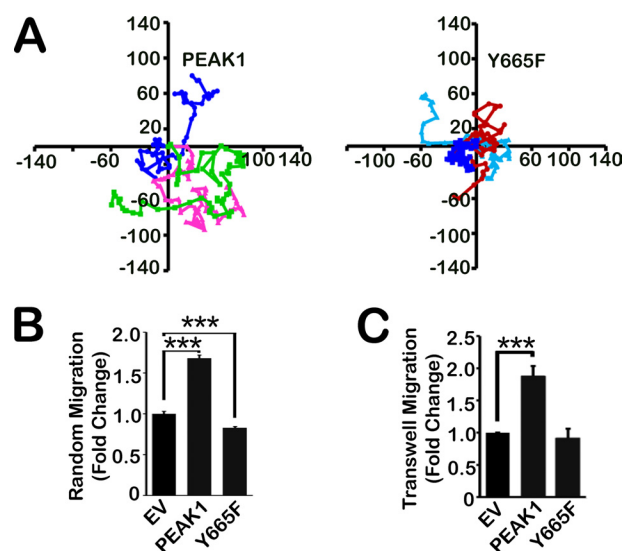 A
PEAK1
140
100
60
20
-20
-60
-100
-140
-140
-60
100
140
Y665F
140
100
60
20
-20
-60
-100
-140
-100
-60
60
100
140
B
Random Migration
(Fold Change)
2.0
1.5
1.0
0.5
0
***
***
EV
PEAK1
Y665F
C
Transwell Migration
(Fold Change)
2.5
2.0
1.5
1.0
0.5
0
***
EV
PEAK1
Y665F